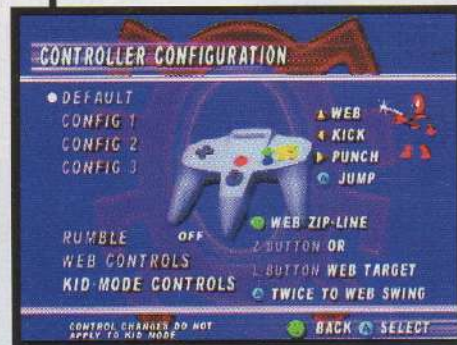 CONTROLLER CONFIGURATION
DEFAULT
CONFIG 1
CONFIG 2
CONFIG 3
WEB
KICK
PUNCH
A JUMP
RUMBLE OFF
WEB CONTROLS
KID-MODE CONTROLS
WEB ZIP-LINE
Z BUTTON OR
L BUTTON WEB TARGET
A TWICE TO WEB SWING
CONTROL CHANGES DO NOT
APPLY TO KID MODE
BACK A SELECT